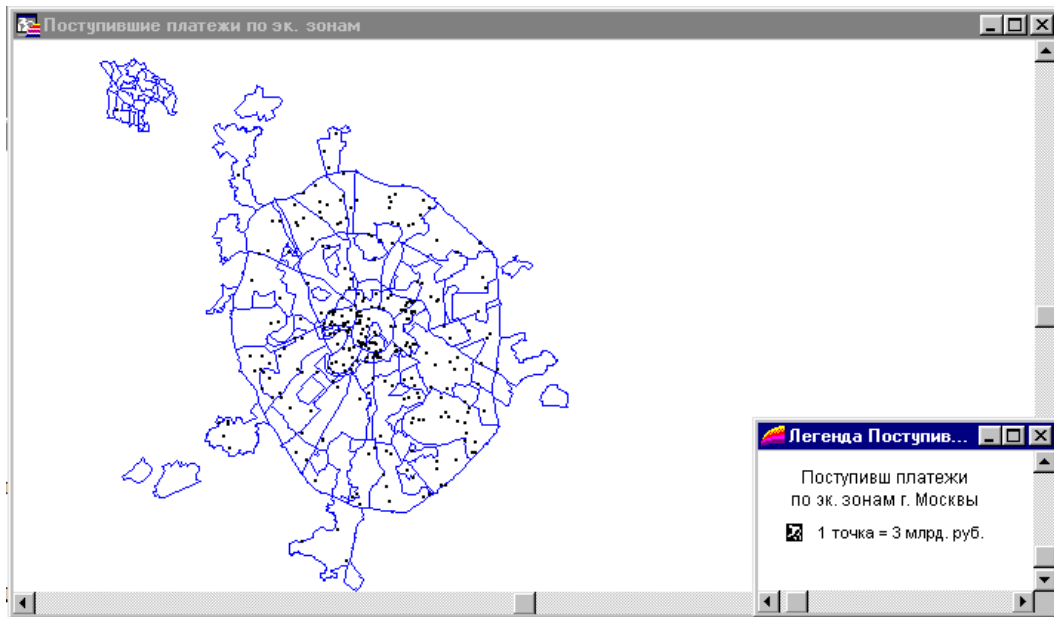 Поступившие платежи по эк. зонам
Легенда Поступив...
Поступивш платежи
по эк. зонам г. Москвы
1 точка = 3 млрд. руб.